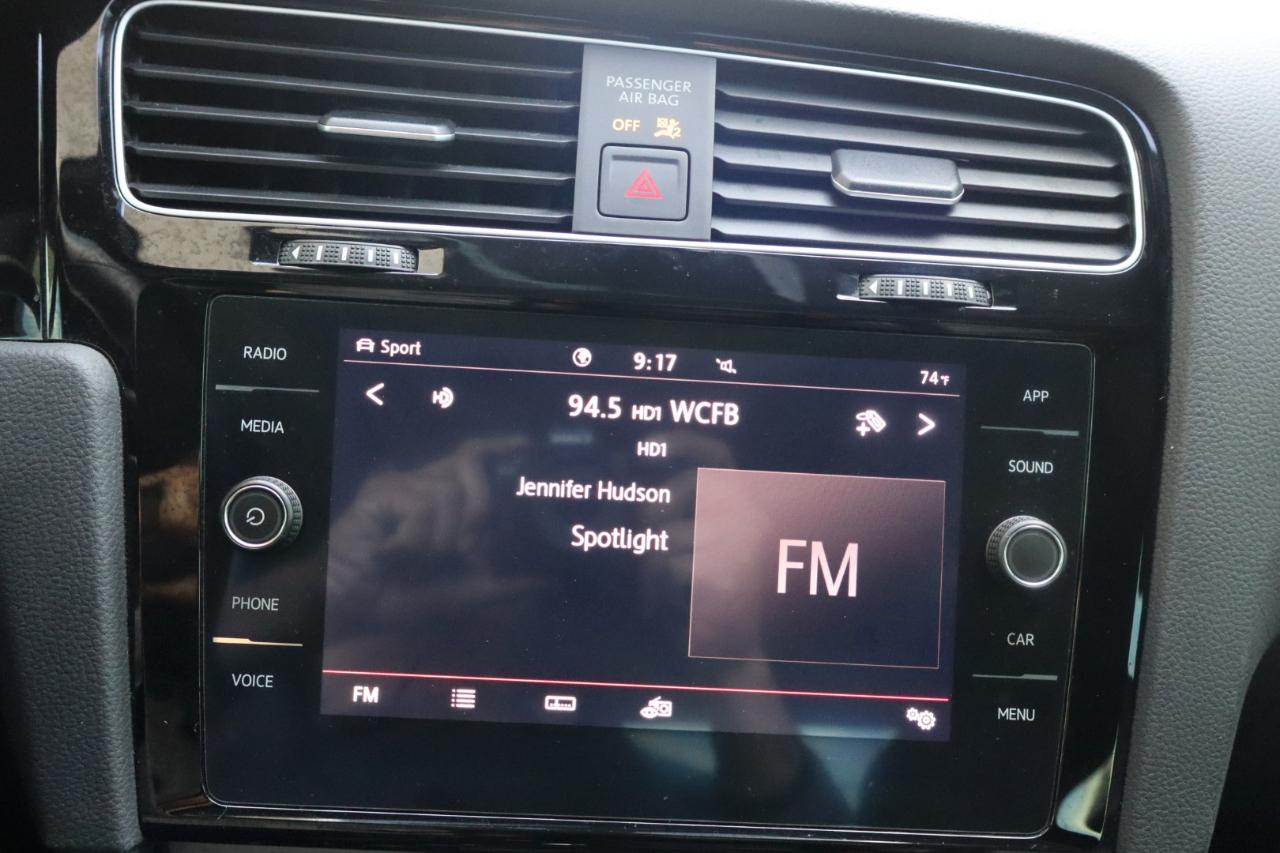 PASSENGER
AIR BAG
OFF
RADIO
MEDIA
PHONE
VOICE
Sport
9:17
74°F
HD
94.5 HD1 WCFB
HD1
Jennifer Hudson
Spotlight
FM
FM
APP
SOUND
CAR
MENU